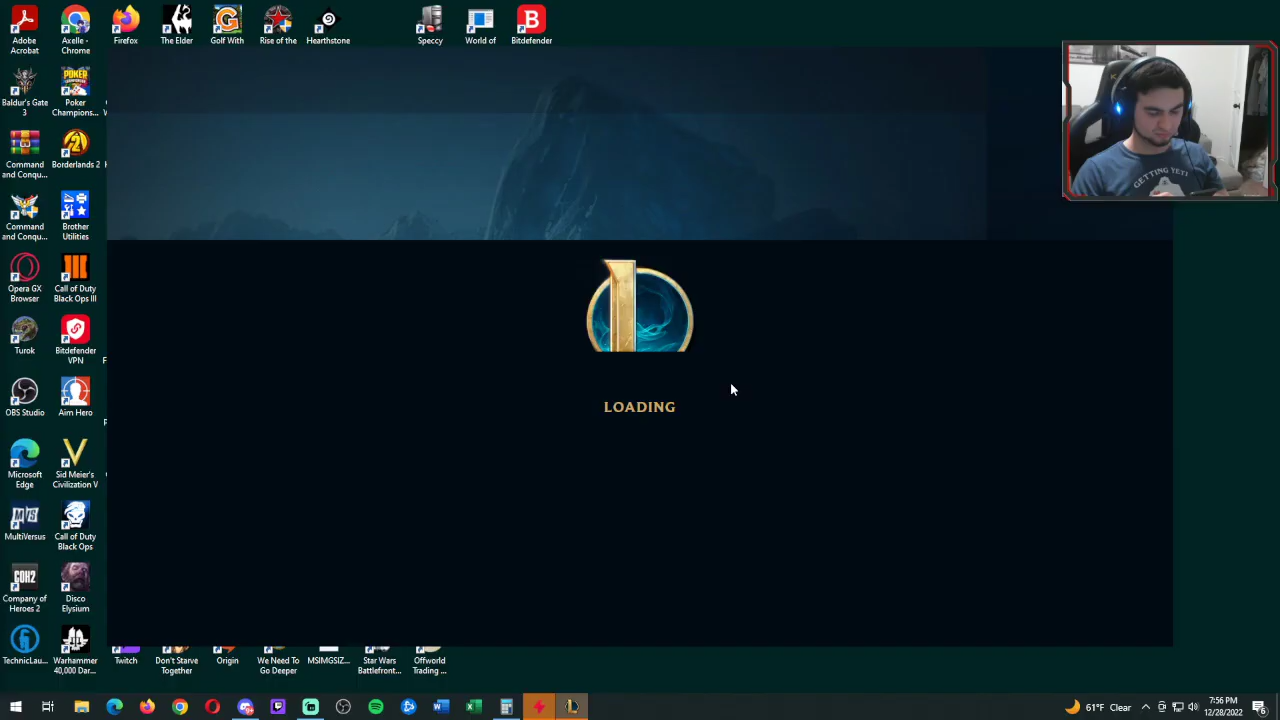 Adobe
Acrobat
Axelle -
Chrome
Firefox
The Elder
Golf With
Rise of the
Hearthstone
Speccy
World of
Bitdefender
Baldur's Gate
3
Poker
Champions...
Command
and Conqu...
Borderlands 2
Command
and Conqu...
Brother
Utilities
Opera GX
Browser
Call of Duty
Black Ops III
Turok
Bitdefender
VPN
OBS Studio
Aim Hero
GETTING YETI
LOADING
Microsoft
Edge
Sid Meier's
Civilization V
MultiVersus
Call of Duty
Black Ops
COH2
Company of
Heroes 2
Disco
Elysium
TechnicLau...
Warhammer
40,000 Dar...
Twitch
Don't Starve
Together
Origin
We Need To
Go Deeper
MSIMGSIZ...
Star Wars
Battlefront...
Offworld
Trading ...
61°F Clear
7:56 PM
12/28/2022